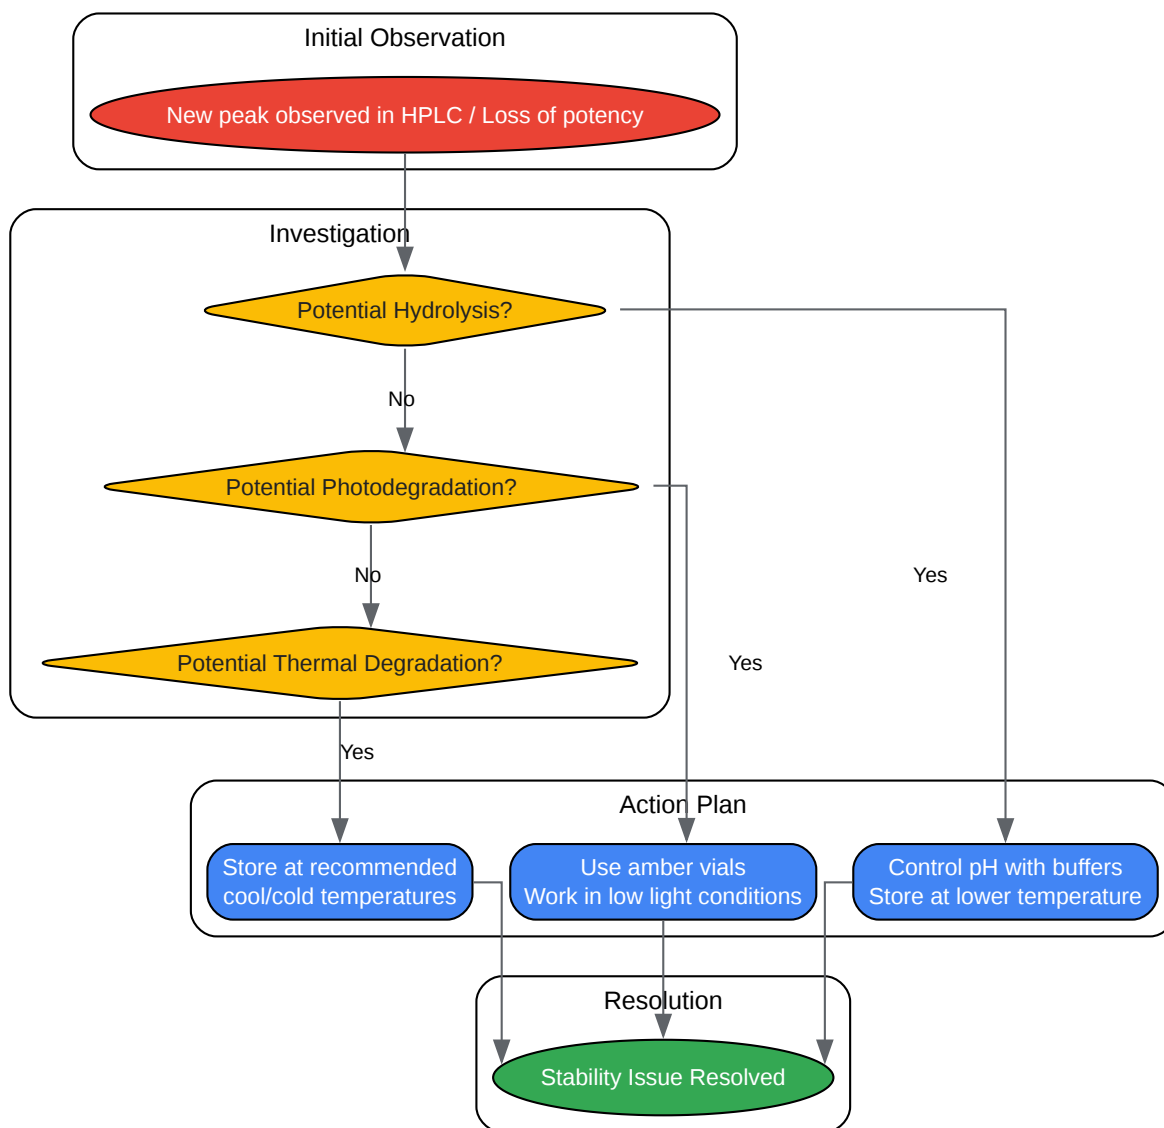 Initial Observation
New peak observed in HPLC / Loss of potency
Investigation
Potential Hydrolysis?
No
Potential Photodegradation?
No
Yes
Potential Thermal Degradation?
Yes
Yes
Action Plan
Store at recommended
cool/cold temperatures
Use amber vials
Work in low light conditions
Control pH with buffers
Store at lower temperature
Resolution
Stability Issue Resolved